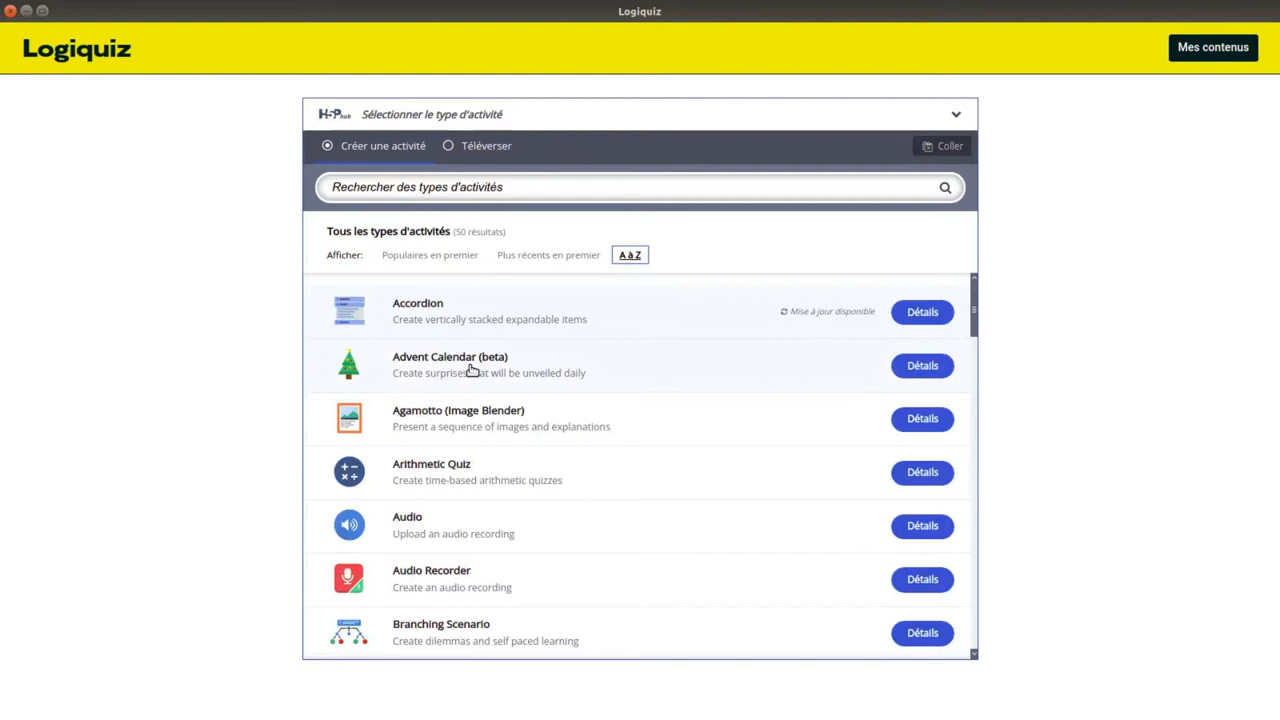 Logiquiz
Logiquiz
Mes contenus
H5P hub Sélectionner le type d'activité
Créer une activité Téléverser Coller
Rechercher des types d'activités
Tous les types d'activités (50 résultats)
Afficher: Populaires en premier Plus récents en premier A à Z
Accordion
Create vertically stacked expandable items
Mise à jour disponible
Détails
Advent Calendar (beta)
Create surprises that will be unveiled daily
Détails
Agamotto (Image Blender)
Present a sequence of images and explanations
Détails
Arithmetic Quiz
Create time-based arithmetic quizzes
Détails
Audio
Upload an audio recording
Détails
Audio Recorder
Create an audio recording
Détails
Branching Scenario
Create dilemmas and self paced learning
Détails